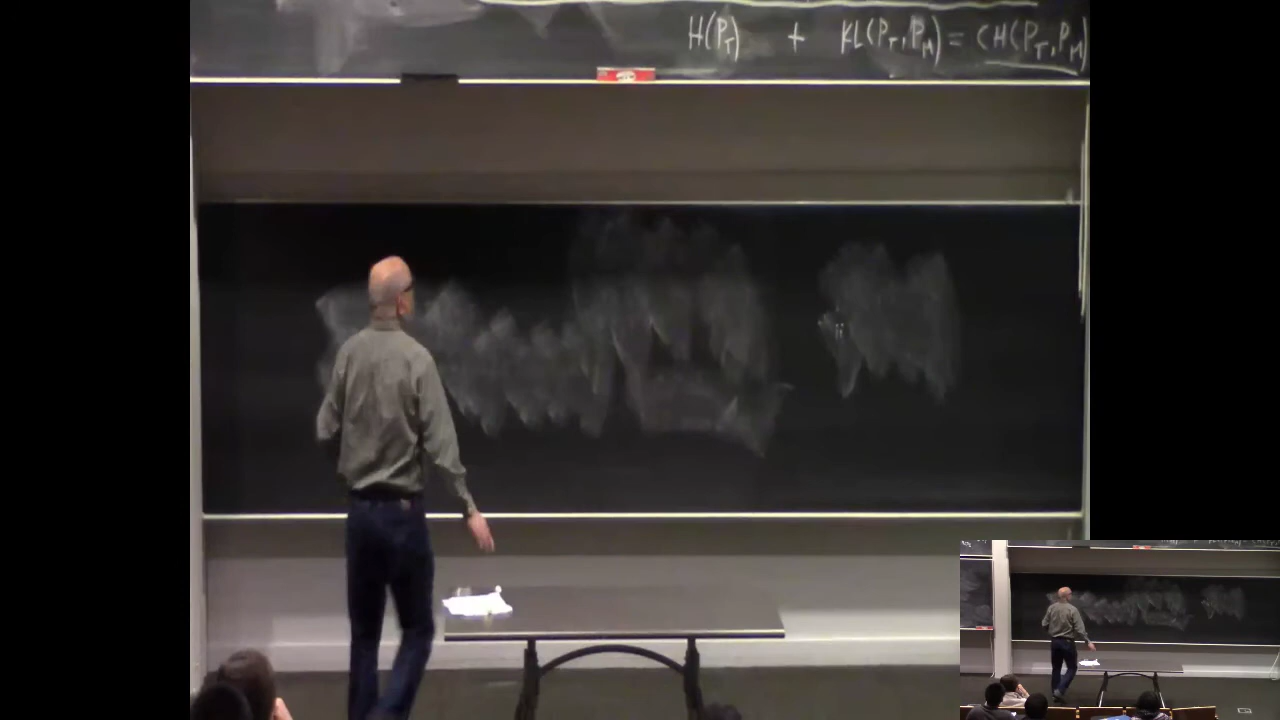 H(P_T) + KL(P_T, P_M) = CH(P_T, P_M)